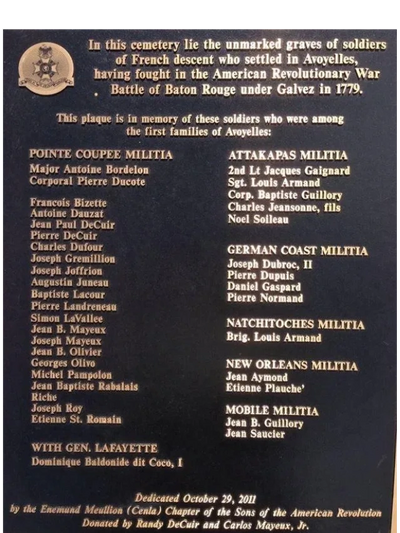 In this cemetery lie the unmarked graves of soldiers
of French descent who settled in Avoyelles,
having fought in the American Revolutionary War
Battle of Baton Rouge under Galvez in 1779.
This plaque is in memory of these soldiers who were among
the first families of Avoyelles:
POINTE COUPEE MILITIA
Major Antoine Bordelon
Corporal Pierre Ducote
Francois Bizette
Antoine Dauzat
Jean Paul DeCuir
Pierre DeCuir
Charles Dufour
Joseph Gremillion
Joseph Joffrion
Augustin Juneau
Baptiste Lacour
Pierre Landreneau
Simon LaVallee
Jean B. Mayeux
Joseph Mayeux
Jean B. Olivier
Georges Olivo
Michel Pampolon
Jean Baptiste Rabalais
Riche
Joseph Roy
Etienne St. Romain
WITH GEN. LAFAYETTE
Dominique Baldonide dit Coco, I
ATTAKAPAS MILITIA
2nd Lt Jacques Gaignard
Sgt. Louis Armand
Corp. Baptiste Guillory
Charles Jeansonne, fils
Noel Soileau
GERMAN COAST MILITIA
Joseph Dubroc, II
Pierre Dupuis
Daniel Gaspard
Pierre Normand
NATCHITOCHES MILITIA
Brig. Louis Armand
NEW ORLEANS MILITIA
Jean Aymond
Etienne Plauche'
MOBILE MILITIA
Jean B. Guillory
Jean Saucier
Dedicated October 29, 2011
by the Enemund Meullion (Cenla) Chapter of the Sons of the American Revolution
Donated by Randy DeCuir and Carlos Mayeux, Jr.